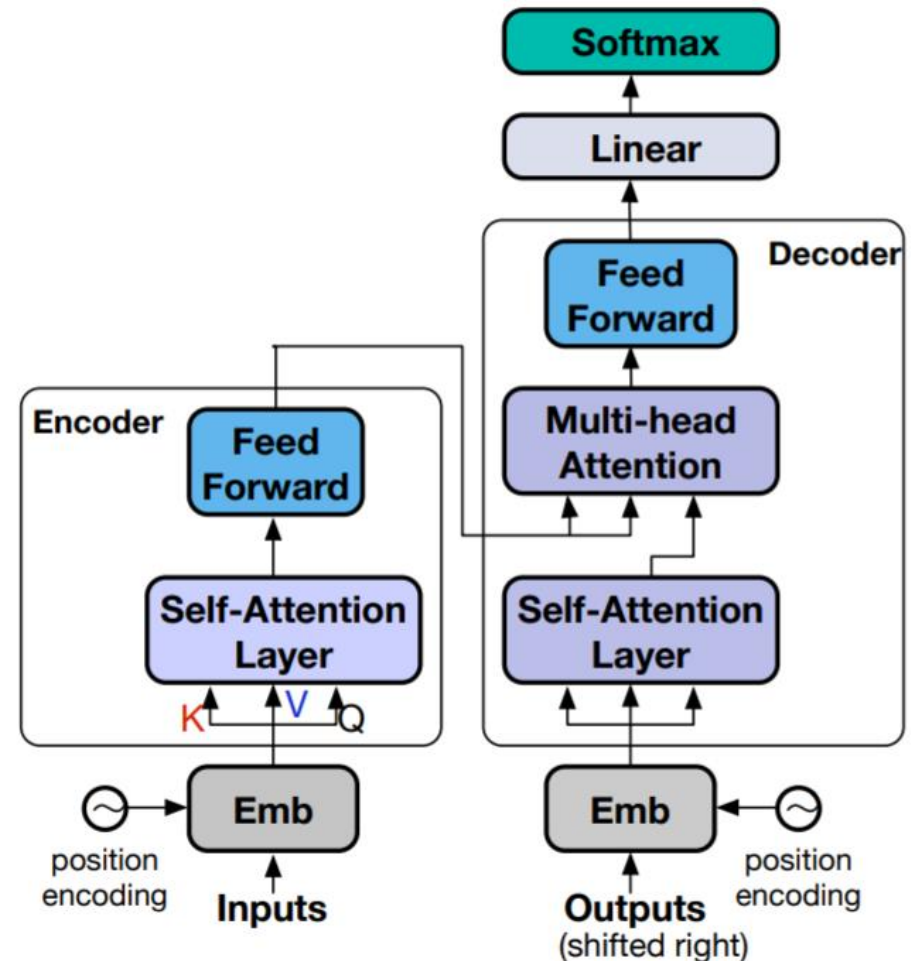 Softmax
Linear
Decoder
Feed
Forward
Multi-head
Attention
Encoder
Feed
Forward
Self-Attention
Layer
Self-Attention
Layer
K
V
Q
Emb
Emb
position
encoding
position
encoding
Inputs
Outputs
(shifted right)